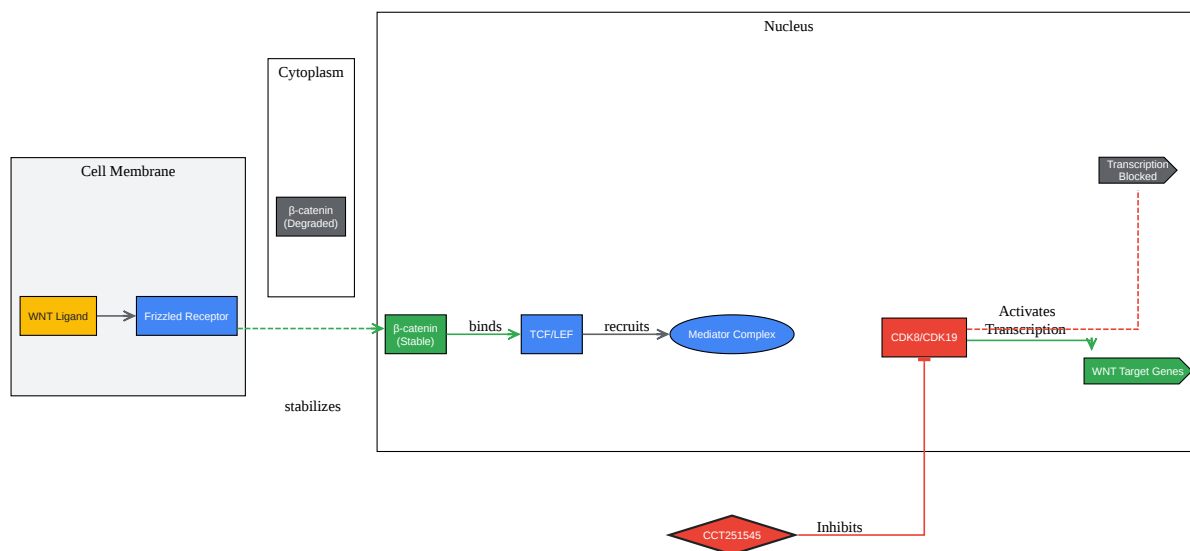 Nucleus
Cytoplasm
Cell Membrane
Transcription
Blocked
β-catenin
(Degraded)
WNT Ligand
Frizzled Receptor
β-catenin
(Stable)
binds
TCF/LEF
recruits
Mediator Complex
CDK8/CDK19
Activates
Transcription
WNT Target Genes
stabilizes
CCT251545
Inhibits